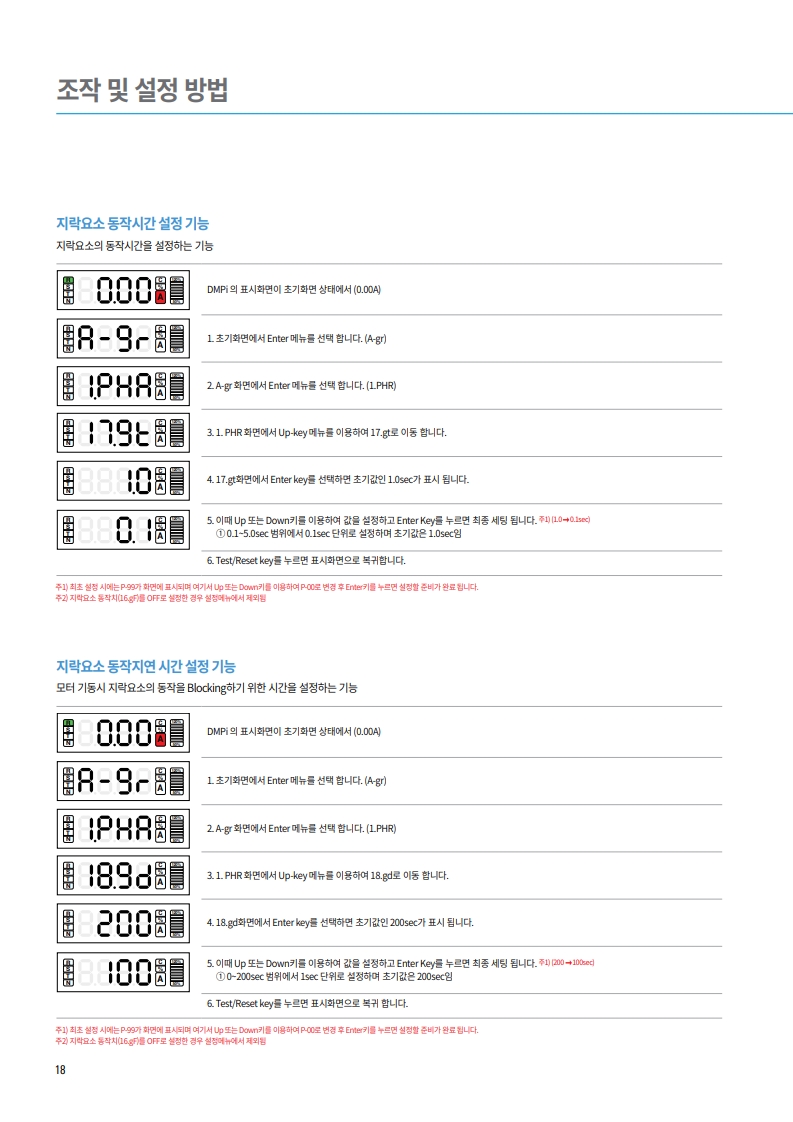 조작 및 설정 방법
지락요소 동작시간 설정 기능
지락요소의 동작시간을 설정하는 기능
0.00 A
DMPi 의 표시화면이 초기화면 상태에서 (0.00A)
A-gr
1. 초기화면에서 Enter 메뉴를 선택 합니다. (A-gr)
1.PHA
2. A-gr 화면에서 Enter 메뉴를 선택 합니다. (1.PHR)
17.gt
3. 1. PHR 화면에서 Up-key 메뉴를 이용하여 17.gt로 이동 합니다.
1.0
4. 17.gt화면에서 Enter key를 선택하면 초기값인 1.0sec가 표시 됩니다.
0.1
5. 이때 Up 또는 Down키를 이용하여 값을 설정하고 Enter Key를 누르면 최종 세팅 됩니다. 주1) (1.0➞0.1sec)
① 0.1~5.0sec 범위에서 0.1sec 단위로 설정하며 초기값은 1.0sec임
6. Test/Reset key를 누르면 표시화면으로 복귀합니다.
주1) 최초 설정 시에는 P-99가 화면에 표시되며 여기서 Up 또는 Down키를 이용하여 P-00로 변경 후 Enter키를 누르면 설정할 준비가 완료 됩니다.
주2) 지락요소 동작치(16.gF)를 OFF로 설정한 경우 설정메뉴에서 제외됨
지락요소 동작지연 시간 설정 기능
모터 기동시 지락요소의 동작을 Blocking하기 위한 시간을 설정하는 기능
0.00 A
DMPi 의 표시화면이 초기화면 상태에서 (0.00A)
A-gr
1. 초기화면에서 Enter 메뉴를 선택 합니다. (A-gr)
1.PHA
2. A-gr 화면에서 Enter 메뉴를 선택 합니다. (1.PHR)
18.gd
3. 1. PHR 화면에서 Up-key 메뉴를 이용하여 18.gd로 이동 합니다.
200
4. 18.gd화면에서 Enter key를 선택하면 초기값인 200sec가 표시 됩니다.
100
5. 이때 Up 또는 Down키를 이용하여 값을 설정하고 Enter Key를 누르면 최종 세팅 됩니다. 주1) (200 ➞100sec)
① 0~200sec 범위에서 1sec 단위로 설정하며 초기값은 200sec임
6. Test/Reset key를 누르면 표시화면으로 복귀 합니다.
주1) 최초 설정 시에는 P-99가 화면에 표시되며 여기서 Up 또는 Down키를 이용하여 P-00로 변경 후 Enter키를 누르면 설정할 준비가 완료 됩니다.
주2) 지락요소 동작치(16.gF)를 OFF로 설정한 경우 설정메뉴에서 제외됨
18